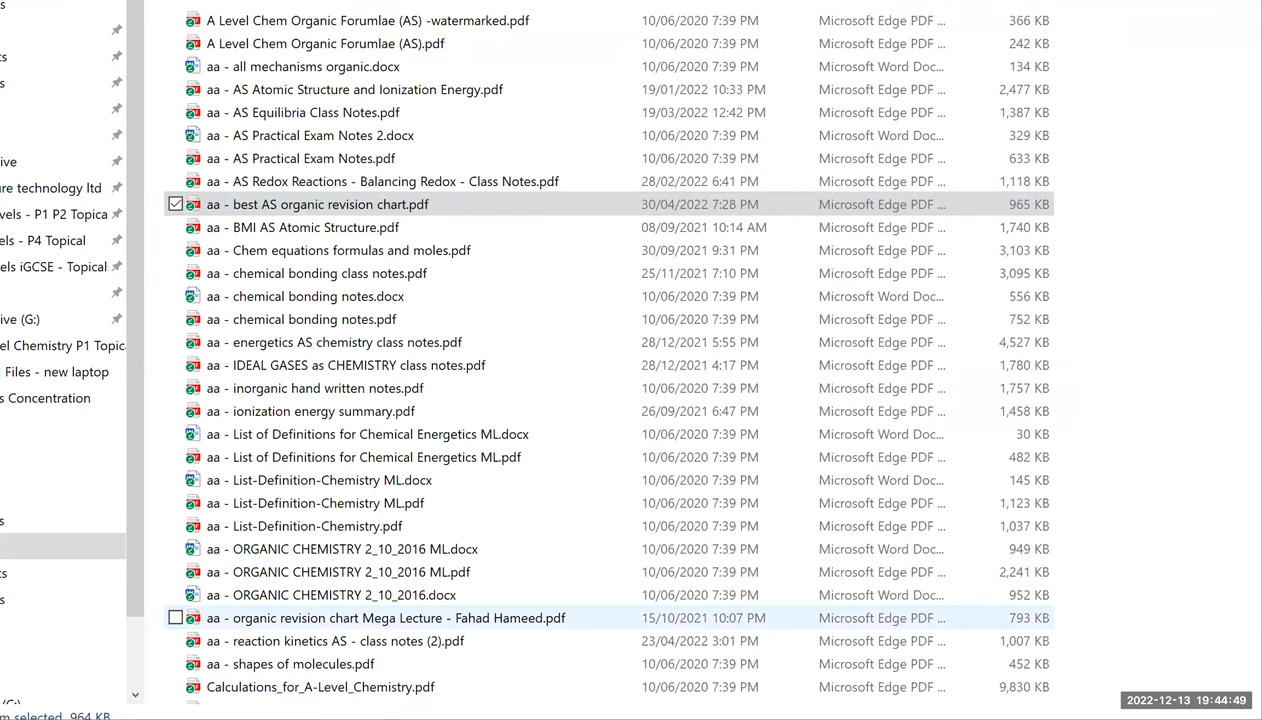 s
A Level Chem Organic Forumlae (AS) -watermarked.pdf 10/06/2020 7:39 PM Microsoft Edge PDF ... 366 KB
A Level Chem Organic Forumlae (AS).pdf 10/06/2020 7:39 PM Microsoft Edge PDF ... 242 KB
ts
aa - all mechanisms organic.docx 10/06/2020 7:39 PM Microsoft Word Doc... 134 KB
s
aa - AS Atomic Structure and Ionization Energy.pdf 19/01/2022 10:33 PM Microsoft Edge PDF ... 2,477 KB
aa - AS Equilibria Class Notes.pdf 19/03/2022 12:42 PM Microsoft Edge PDF ... 1,387 KB
aa - AS Practical Exam Notes 2.docx 10/06/2020 7:39 PM Microsoft Word Doc... 329 KB
ive
aa - AS Practical Exam Notes.pdf 10/06/2020 7:39 PM Microsoft Edge PDF ... 633 KB
re technology ltd
aa - AS Redox Reactions - Balancing Redox - Class Notes.pdf 28/02/2022 6:41 PM Microsoft Edge PDF ... 1,118 KB
vels - P1 P2 Topica
aa - best AS organic revision chart.pdf 30/04/2022 7:28 PM Microsoft Edge PDF ... 965 KB
els - P4 Topical
aa - BMI AS Atomic Structure.pdf 08/09/2021 10:14 AM Microsoft Edge PDF ... 1,740 KB
aa - Chem equations formulas and moles.pdf 30/09/2021 9:31 PM Microsoft Edge PDF ... 3,103 KB
els iGCSE - Topical
aa - chemical bonding class notes.pdf 25/11/2021 7:10 PM Microsoft Edge PDF ... 3,095 KB
aa - chemical bonding notes.docx 10/06/2020 7:39 PM Microsoft Word Doc... 556 KB
ive (G:)
aa - chemical bonding notes.pdf 10/06/2020 7:39 PM Microsoft Edge PDF ... 752 KB
el Chemistry P1 Topica
aa - energetics AS chemistry class notes.pdf 28/12/2021 5:55 PM Microsoft Edge PDF ... 4,527 KB
Files - new laptop
aa - IDEAL GASES as CHEMISTRY class notes.pdf 28/12/2021 4:17 PM Microsoft Edge PDF ... 1,780 KB
s Concentration
aa - inorganic hand written notes.pdf 10/06/2020 7:39 PM Microsoft Edge PDF ... 1,757 KB
aa - ionization energy summary.pdf 26/09/2021 6:47 PM Microsoft Edge PDF ... 1,458 KB
aa - List of Definitions for Chemical Energetics ML.docx 10/06/2020 7:39 PM Microsoft Word Doc... 30 KB
aa - List of Definitions for Chemical Energetics ML.pdf 10/06/2020 7:39 PM Microsoft Edge PDF ... 482 KB
aa - List-Definition-Chemistry ML.docx 10/06/2020 7:39 PM Microsoft Word Doc... 145 KB
aa - List-Definition-Chemistry ML.pdf 10/06/2020 7:39 PM Microsoft Edge PDF ... 1,123 KB
s
aa - List-Definition-Chemistry.pdf 10/06/2020 7:39 PM Microsoft Edge PDF ... 1,037 KB
aa - ORGANIC CHEMISTRY 2_10_2016 ML.docx 10/06/2020 7:39 PM Microsoft Word Doc... 949 KB
ts
aa - ORGANIC CHEMISTRY 2_10_2016 ML.pdf 10/06/2020 7:39 PM Microsoft Edge PDF ... 2,241 KB
s
aa - ORGANIC CHEMISTRY 2_10_2016.docx 10/06/2020 7:39 PM Microsoft Word Doc... 952 KB
aa - organic revision chart Mega Lecture - Fahad Hameed.pdf 15/10/2021 10:07 PM Microsoft Edge PDF ... 793 KB
aa - reaction kinetics AS - class notes (2).pdf 23/04/2022 3:01 PM Microsoft Edge PDF ... 1,007 KB
aa - shapes of molecules.pdf 10/06/2020 7:39 PM Microsoft Edge PDF ... 452 KB
Calculations_for_A-Level_Chemistry.pdf 10/06/2020 7:39 PM Microsoft Edge PDF ... 9,830 KB
m selected 964 KB
2022-12-13 19:44:49